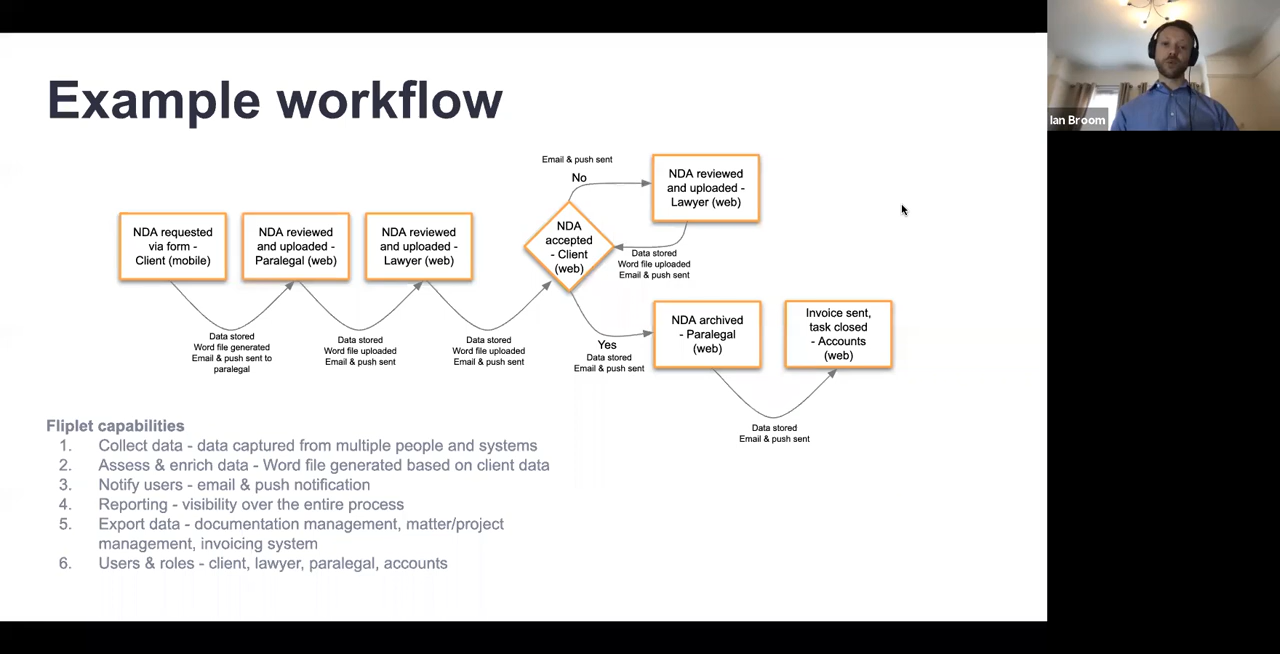 Example workflow
Ian Broom
Email & push sent
No
NDA reviewed
and uploaded -
Lawyer (web)
NDA requested
via form -
Client (mobile)
NDA reviewed
and uploaded -
Paralegal (web)
NDA reviewed
and uploaded -
Lawyer (web)
NDA
accepted
- Client
(web)
Data stored
Word file uploaded
Email & push sent
Data stored
Word file generated
Email & push sent to
paralegal
Data stored
Word file uploaded
Email & push sent
Data stored
Word file uploaded
Email & push sent
Yes
Data stored
Email & push sent
NDA archived
- Paralegal
(web)
Invoice sent,
task closed
- Accounts
(web)
Data stored
Email & push sent
Fliplet capabilities
1. Collect data - data captured from multiple people and systems
2. Assess & enrich data - Word file generated based on client data
3. Notify users - email & push notification
4. Reporting - visibility over the entire process
5. Export data - documentation management, matter/project
management, invoicing system
6. Users & roles - client, lawyer, paralegal, accounts